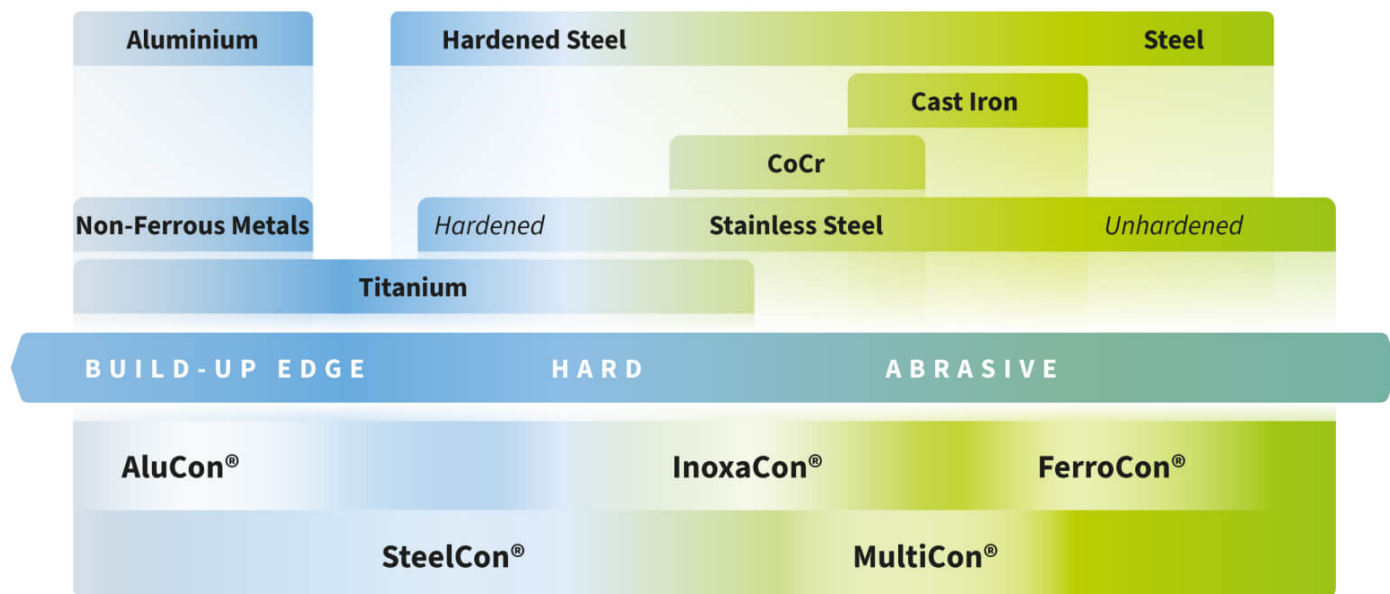 Aluminium
Hardened Steel
Steel
Cast Iron
CoCr
Non-Ferrous Metals
Hardened
Stainless Steel
Unhardened
Titanium
BUILD-UP EDGE
HARD
ABRASIVE
AluCon®
InoxaCon®
FerroCon®
SteelCon®
MultiCon®